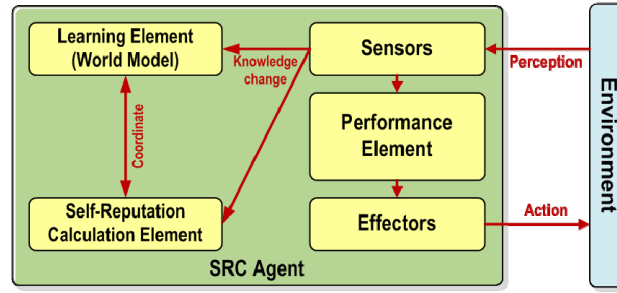 Learning Element
(World Model)
Knowledge
change
Sensors
Perception
Environment
Coordinate
Performance
Element
Self-Reputation
Calculation Element
Effectors
Action
SRC Agent